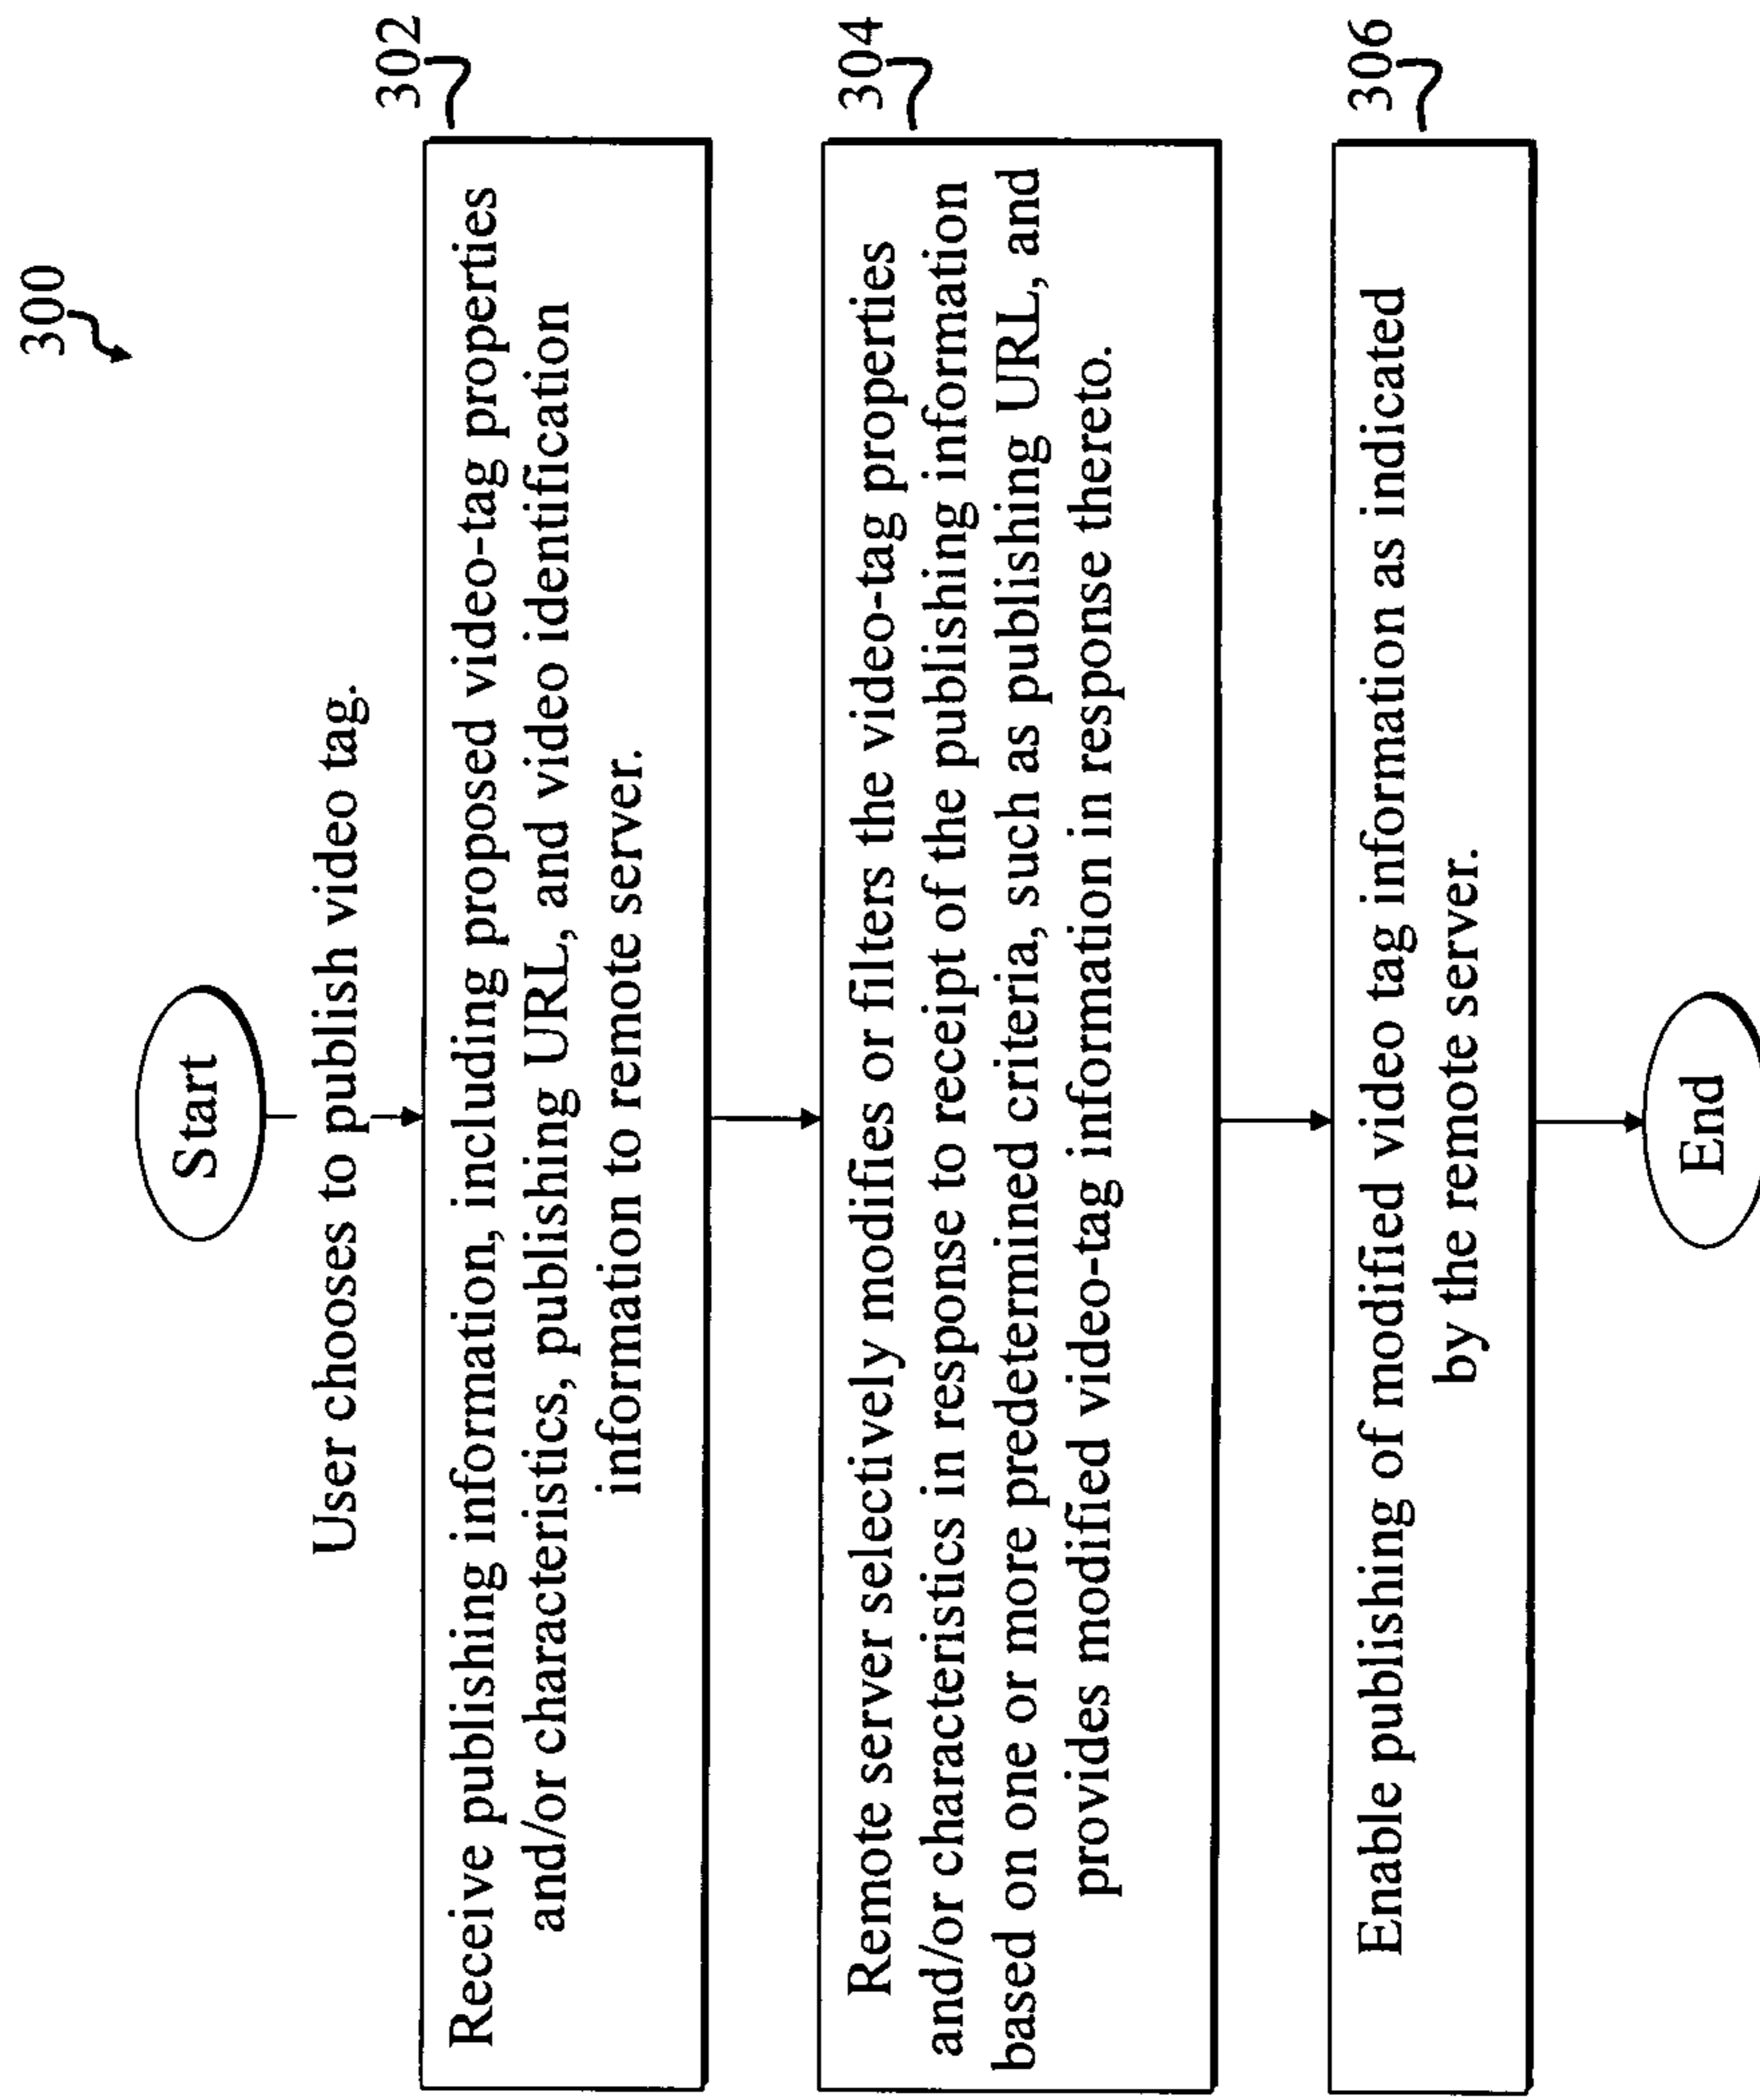 300
Start
User chooses to publish video tag.
302
Receive publishing information, including proposed video-tag properties
and/or characteristics, publishing URL, and video identification
information to remote server.
304
Remote server selectively modifies or filters the video-tag properties
and/or characteristics in response to receipt of the publishing information
based on one or more predetermined criteria, such as publishing URL, and
provides modified video-tag information in response thereto.
306
Enable publishing of modified video tag information as indicated
by the remote server.
End